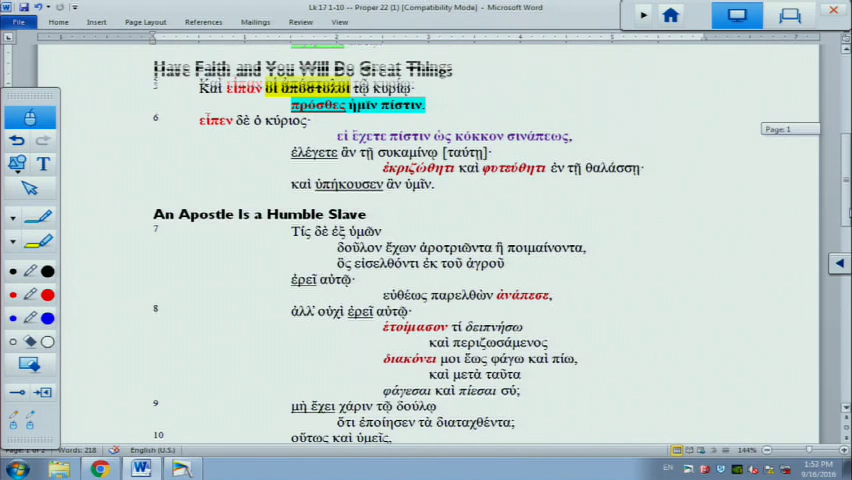 Lk 17 1-10 -- Proper 22 (1) [Compatibility Mode] - Microsoft Word
File Home Insert Page Layout References Mailings Review View
Have Faith and You Will Do Great Things
5 Καὶ εἶπαν οἱ ἀπόστολοι τῷ κυρίῳ·
πρόσθες ἡμῖν πίστιν.
6 εἶπεν δὲ ὁ κύριος·
Page: 1
εἰ ἔχετε πίστιν ὡς κόκκον σινάπεως,
ἐλέγετε ἂν τῇ συκαμίνῳ [ταύτῃ]·
ἐκριζώθητι καὶ φυτεύθητι ἐν τῇ θαλάσσῃ·
καὶ ὑπήκουσεν ἂν ὑμῖν.
An Apostle Is a Humble Slave
7 Τίς δὲ ἐξ ὑμῶν
δοῦλον ἔχων ἀροτριῶντα ἢ ποιμαίνοντα,
ὃς εἰσελθόντι ἐκ τοῦ ἀγροῦ
ἐρεῖ αὐτῷ·
εὐθέως παρελθὼν ἀνάπεσε,
8 ἀλλ’ οὐχὶ ἐρεῖ αὐτῷ·
ἑτοίμασον τί δειπνήσω
καὶ περιζωσάμενος
διακόνει μοι ἕως φάγω καὶ πίω,
καὶ μετὰ ταῦτα
φάγεσαι καὶ πίεσαι σύ;
9 μὴ ἔχει χάριν τῷ δούλῳ
ὅτι ἐποίησεν τὰ διαταχθέντα;
10 οὕτως καὶ ὑμεῖς,
Words: 218 English (U.S.) 144%
EN 1:52 PM
9/16/2016